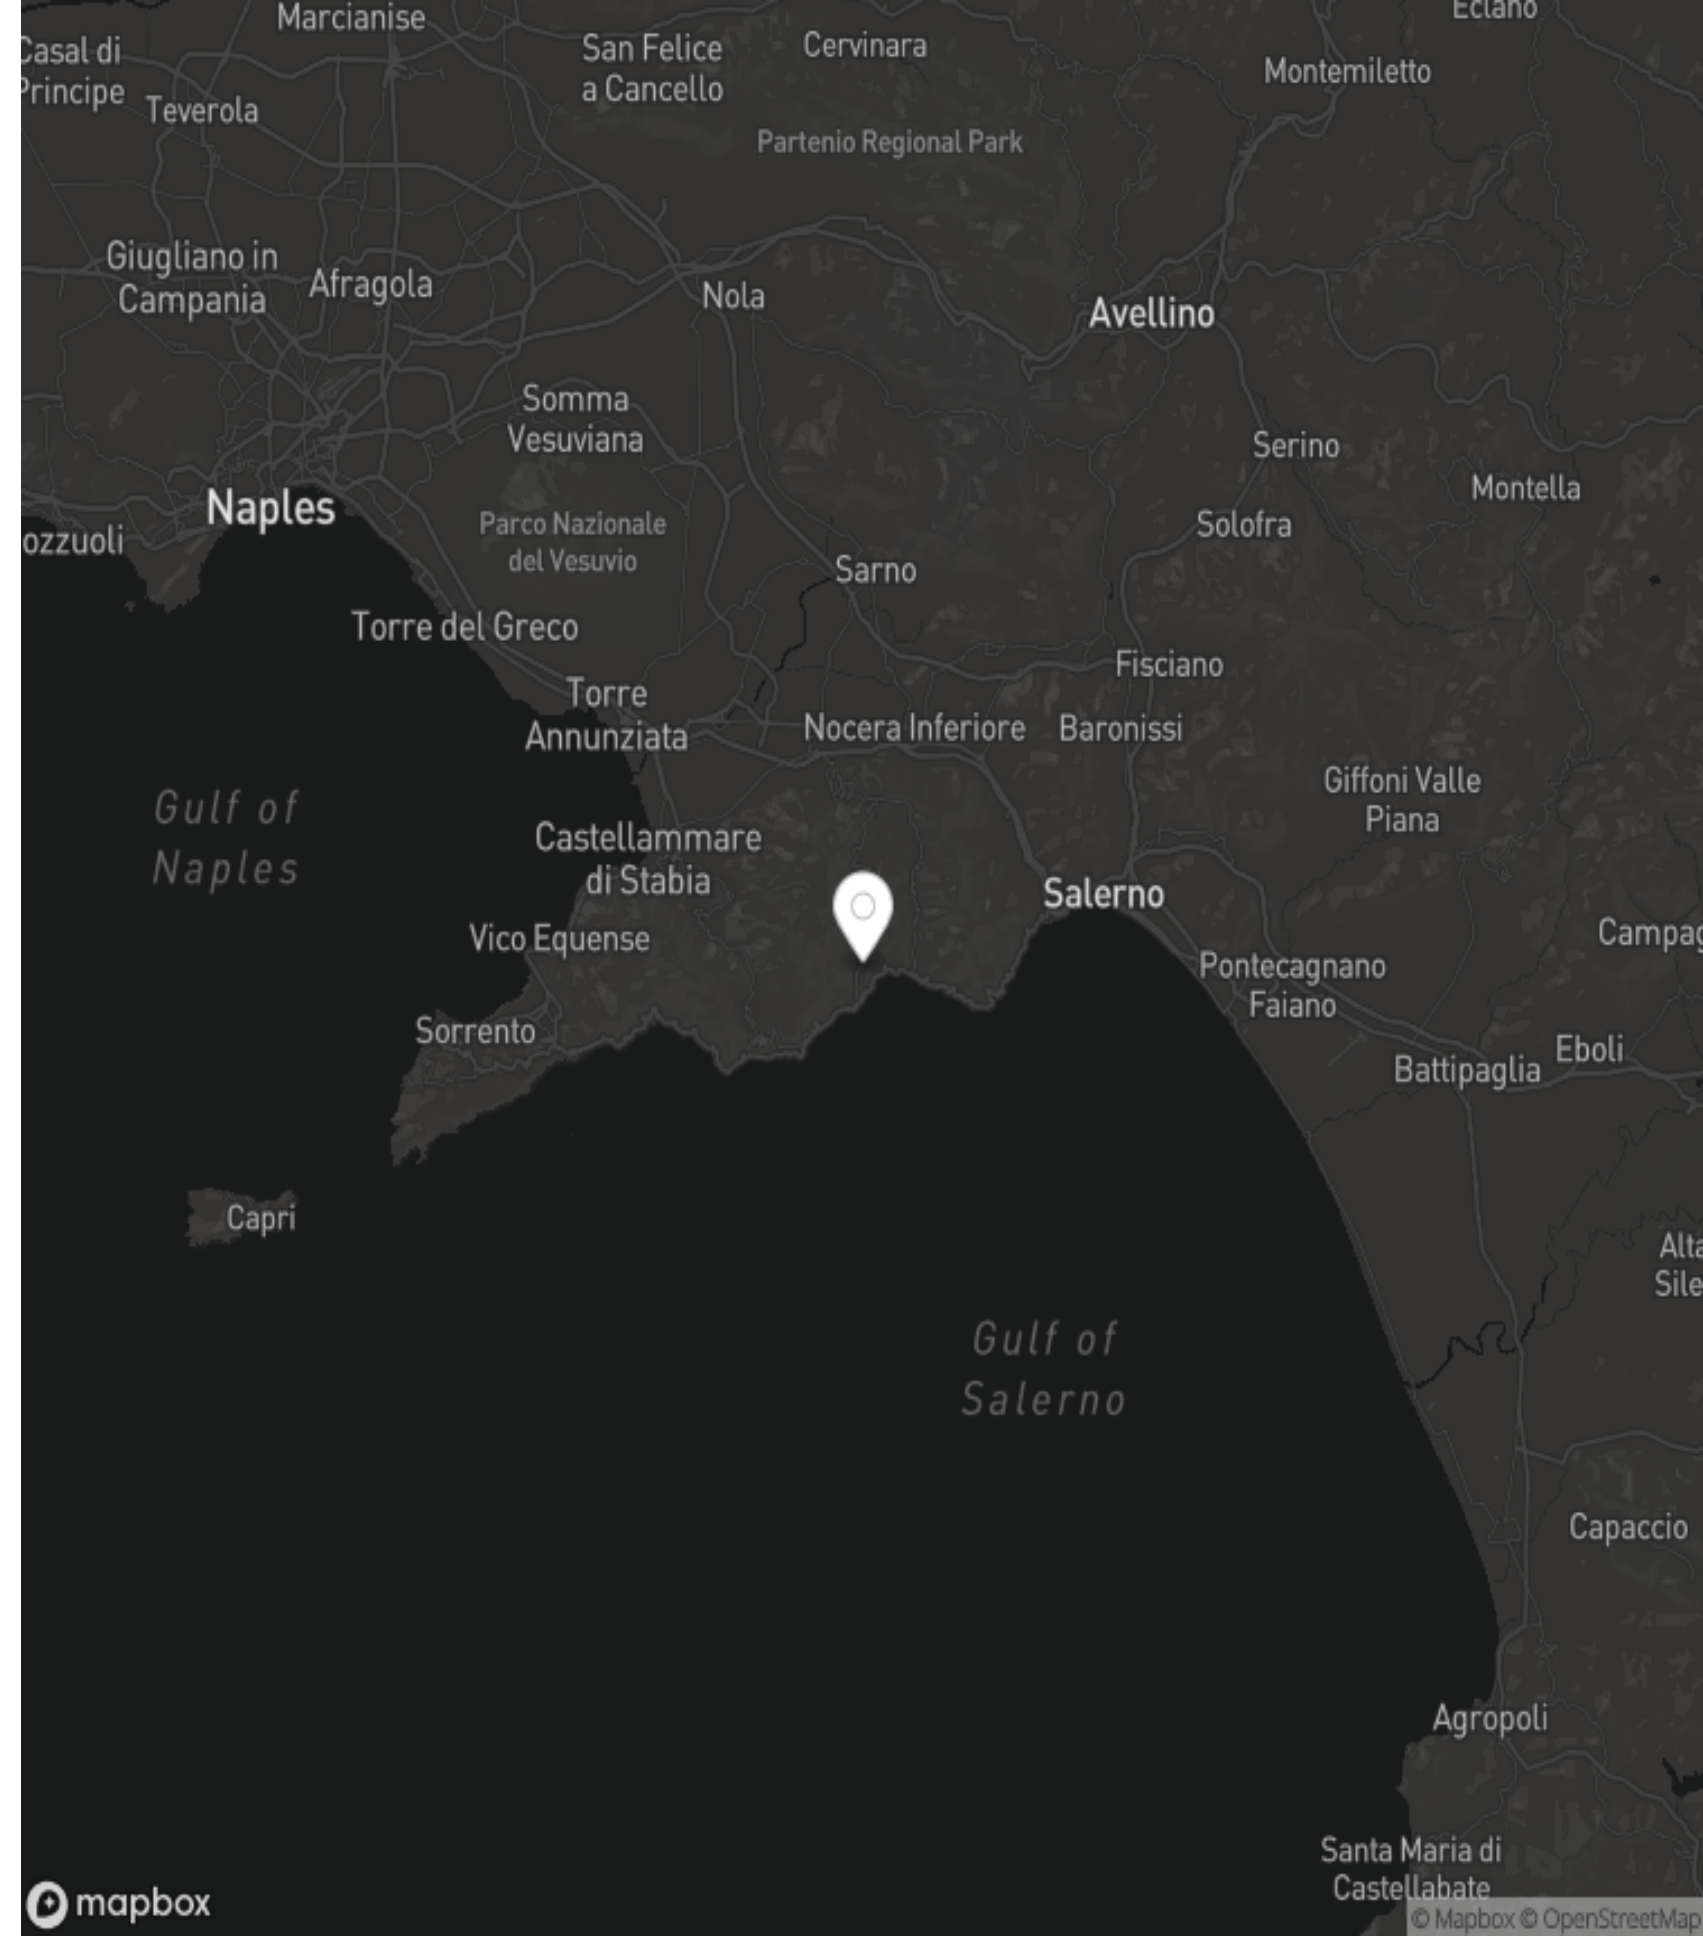 Marcianise
Eclano
Casal di
Principe
San Felice
a Cancello
Cervinara
Montemiletto
Teverola
Partenio Regional Park
Giugliano in
Campania
Afragola
Nola
Avellino
Somma
Vesuviana
Serino
Montella
Naples
Parco Nazionale
del Vesuvio
Solofra
ozzuoli
Sarno
Torre del Greco
Fisciano
Torre
Annunziata
Nocera Inferiore
Baronissi
Gulf of
Naples
Giffoni Valle
Piana
Castellammare
di Stabia
Salerno
Vico Equense
Campag
Pontecagnano
Faiano
Sorrento
Battipaglia
Eboli
Capri
Alta
Sile
Gulf of
Salerno
Capaccio
Agropoli
Santa Maria di
Castellabate
mapbox
© Mapbox © OpenStreetMap